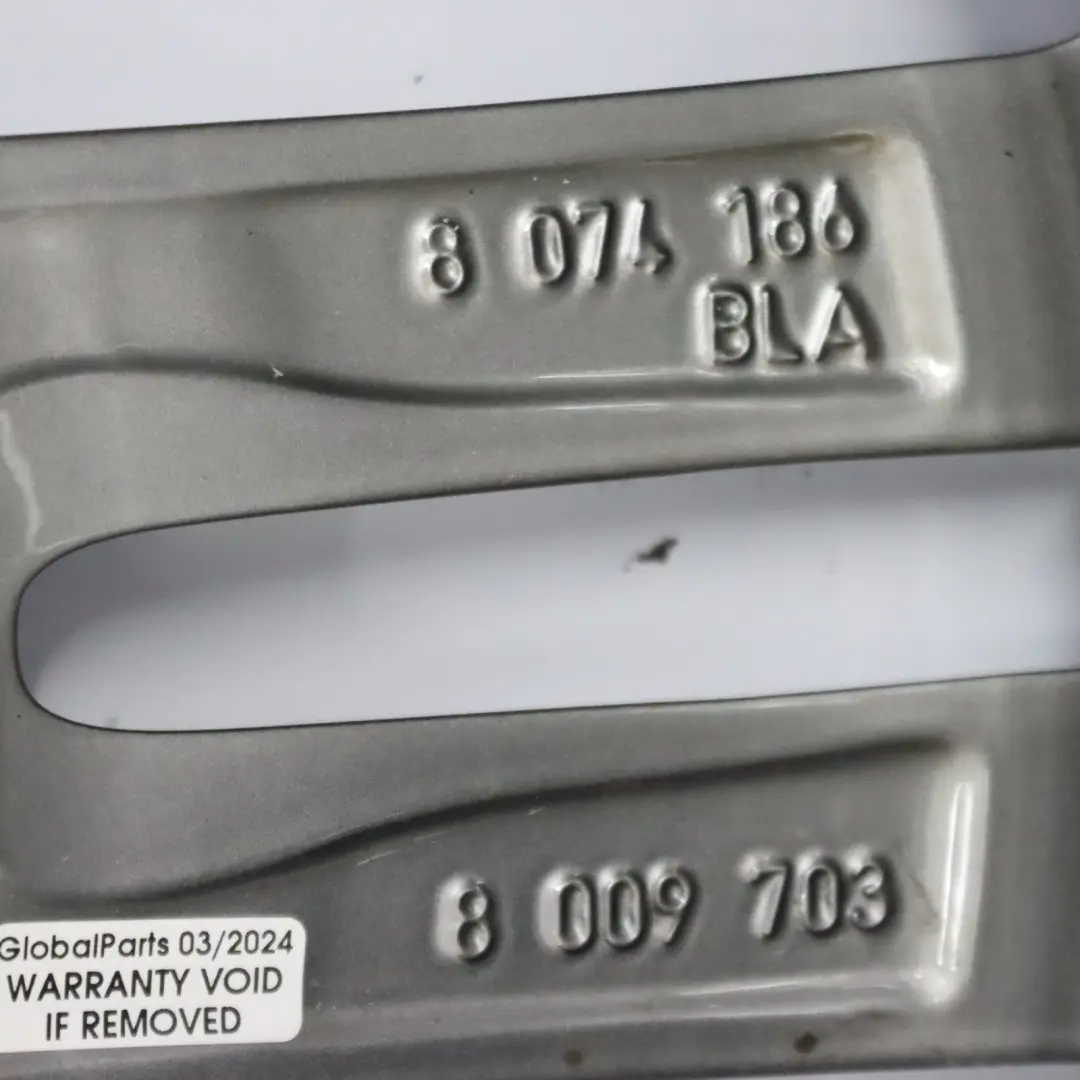 8 074 186
BLA
8 009 703
GlobalParts 03/2024
WARRANTY VOID
IF REMOVED